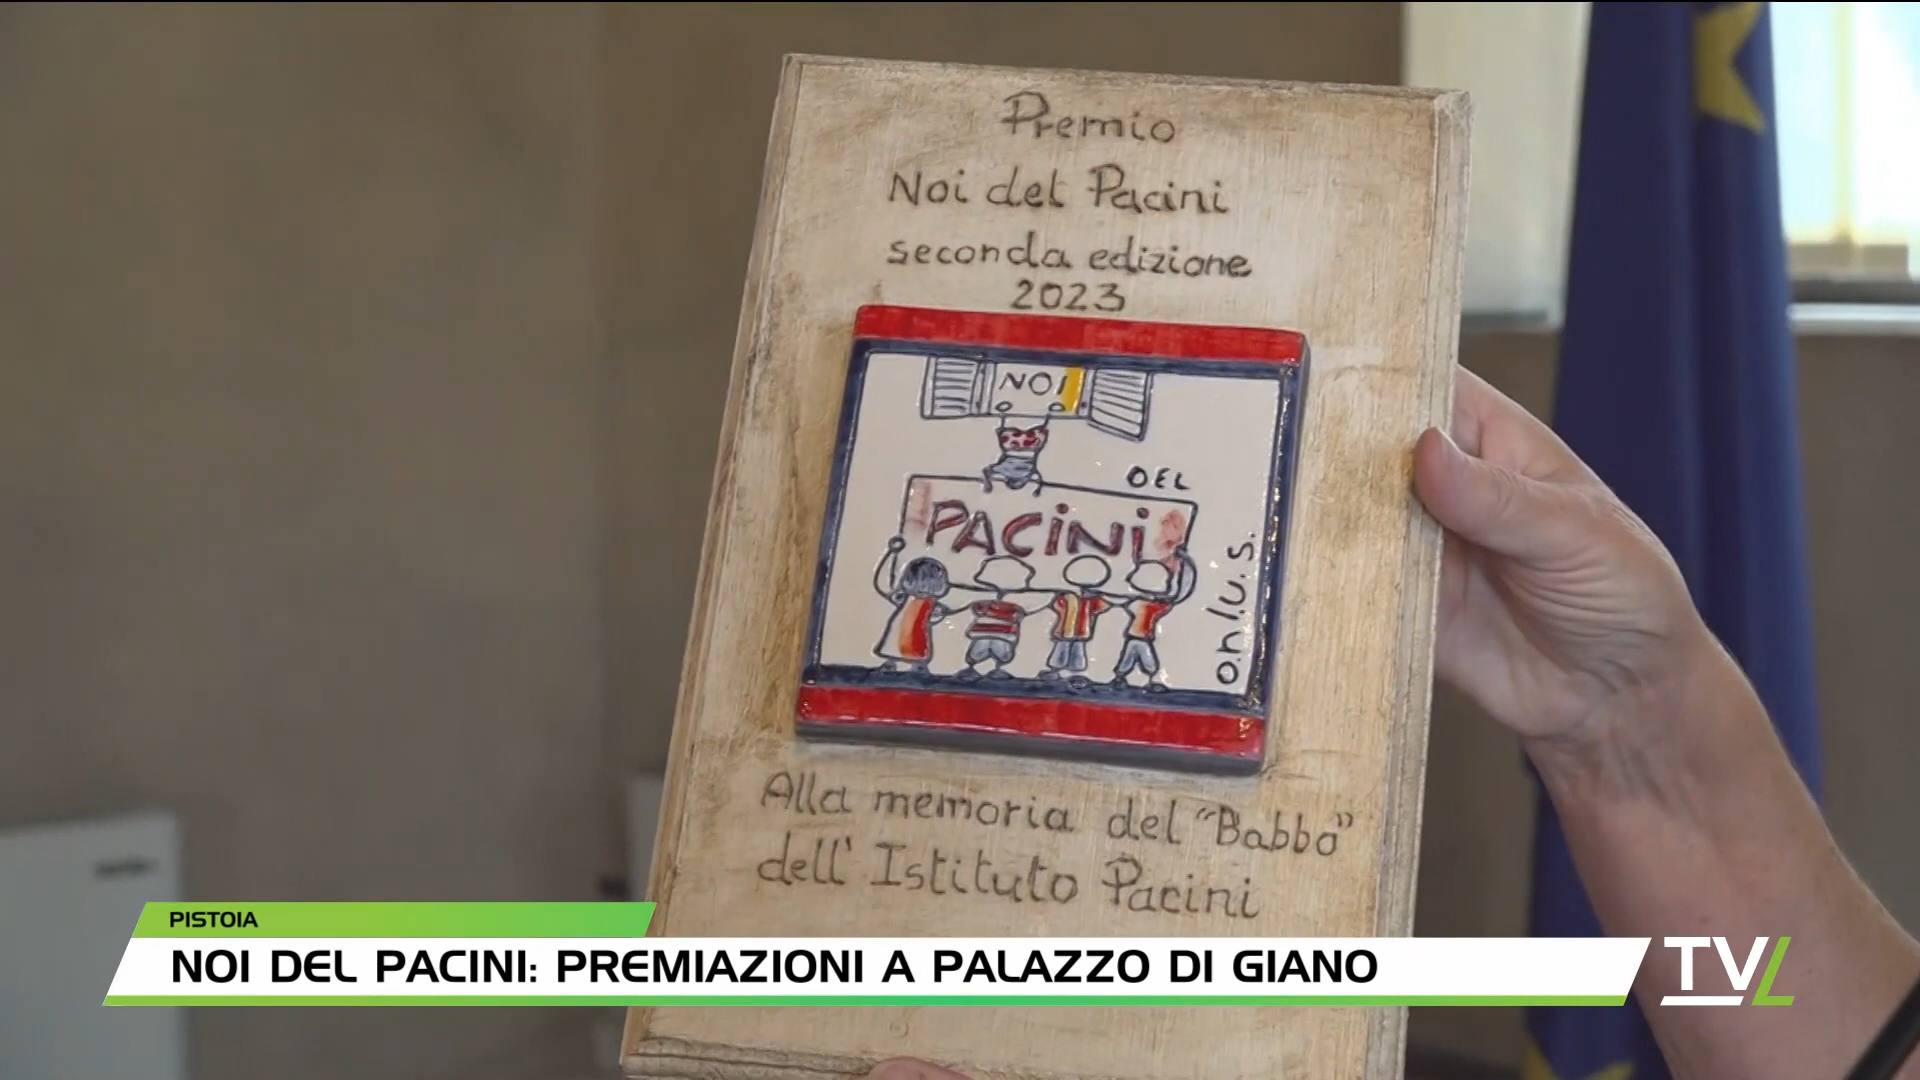 Premio
Noi del Pacini
seconda edizione
2023
NOI
DEL
PACINI
o.n.l.u.s.
Alla memoria del "Babbo"
dell' Istituto Pacini
PISTOIA
NOI DEL PACINI: PREMIAZIONI A PALAZZO DI GIANO
TVL